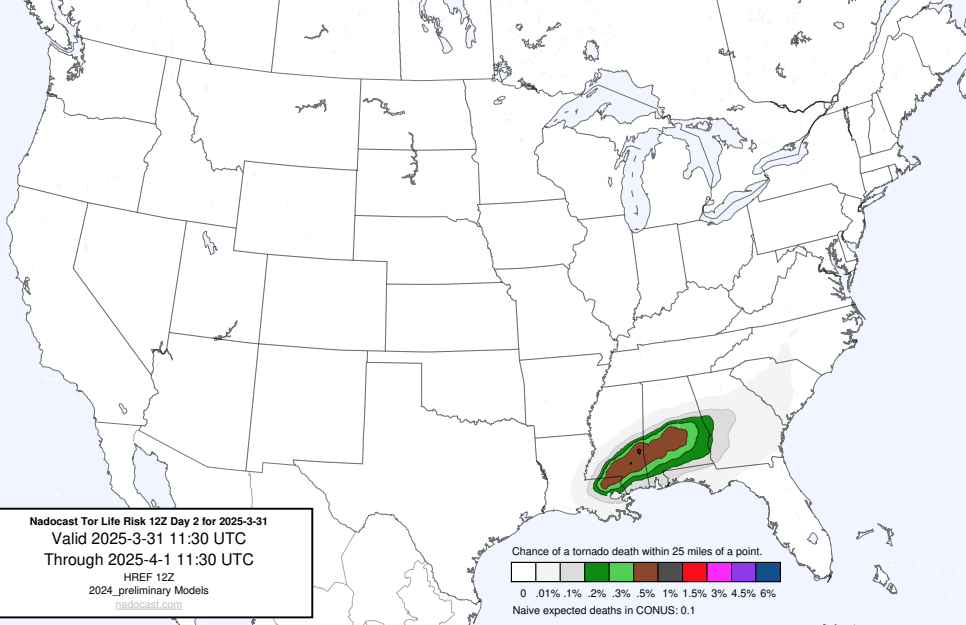 Nadocast Tor Life Risk 12Z Day 2 for 2025-3-31
Valid 2025-3-31 11:30 UTC
Through 2025-4-1 11:30 UTC
HREF 12Z
2024_preliminary Models
nadocast.com
Chance of a tornado death within 25 miles of a point.
0 .01% .1% .2% .3% .5% 1% 1.5% 3% 4.5% 6%
Naive expected deaths in CONUS: 0.1